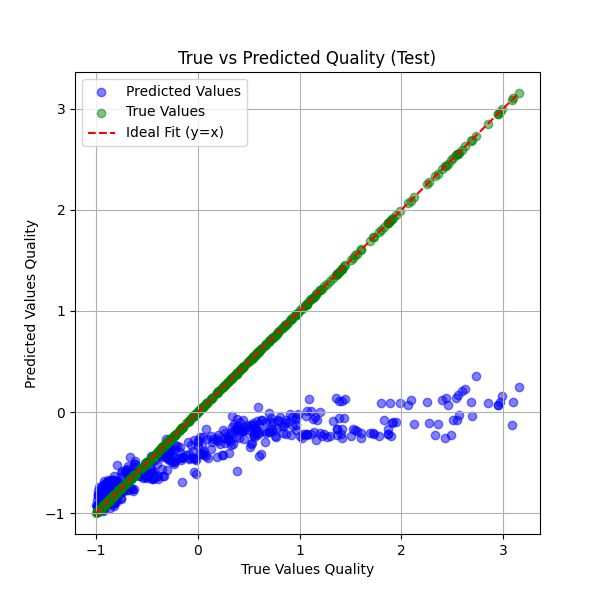 True vs Predicted Quality (Test)
Predicted Values
True Values
Ideal Fit (y=x)
3
2
1
0
−1
Predicted Values Quality
−1 0 1 2 3
True Values Quality